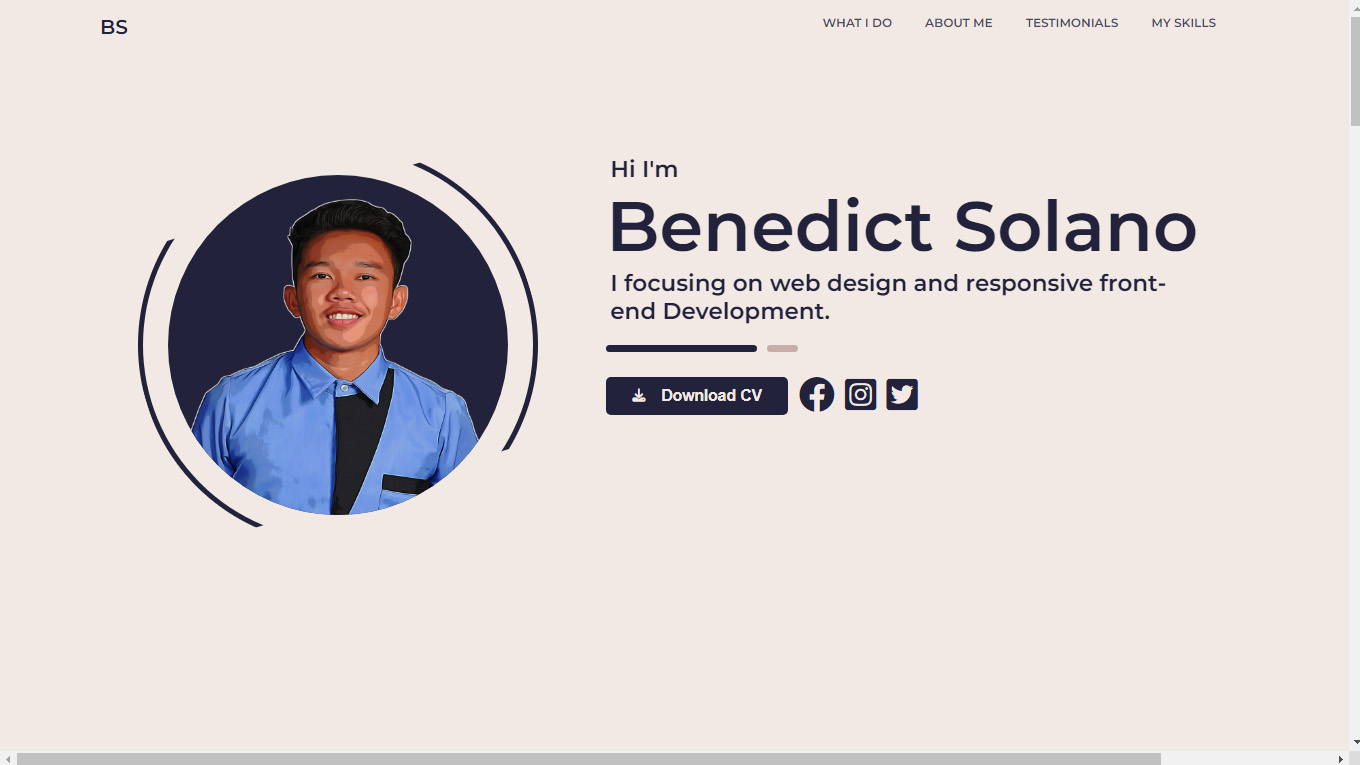 BS
WHAT I DO
ABOUT ME
TESTIMONIALS
MY SKILLS
Hi I'm
Benedict Solano
I focusing on web design and responsive front-
end Development.
Download CV